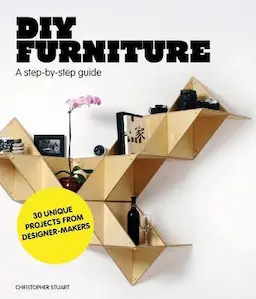 DIY
FURNITURE
A step-by-step guide
30 UNIQUE
PROJECTS FROM
DESIGNER-MAKERS
CHRISTOPHER STUART